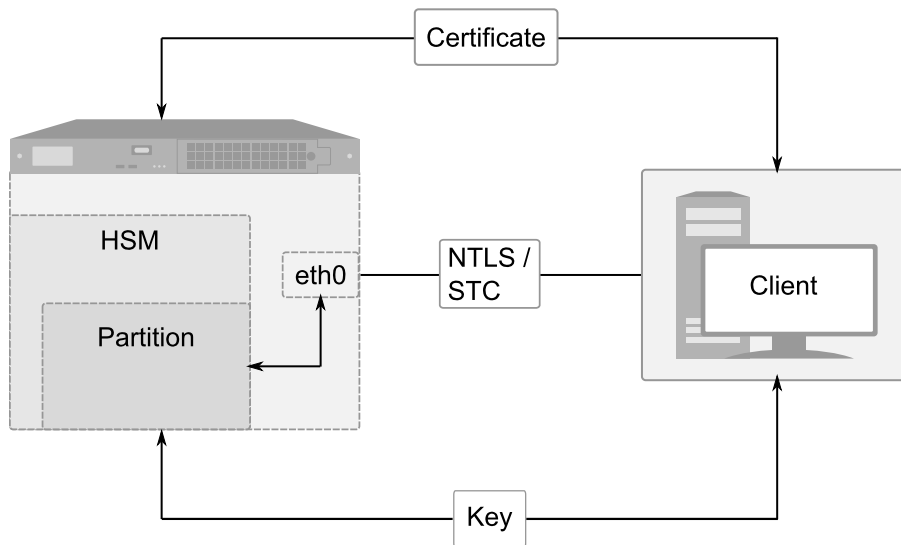 Certificate
HSM
eth0
NTLS /
STC
Client
Partition
Key